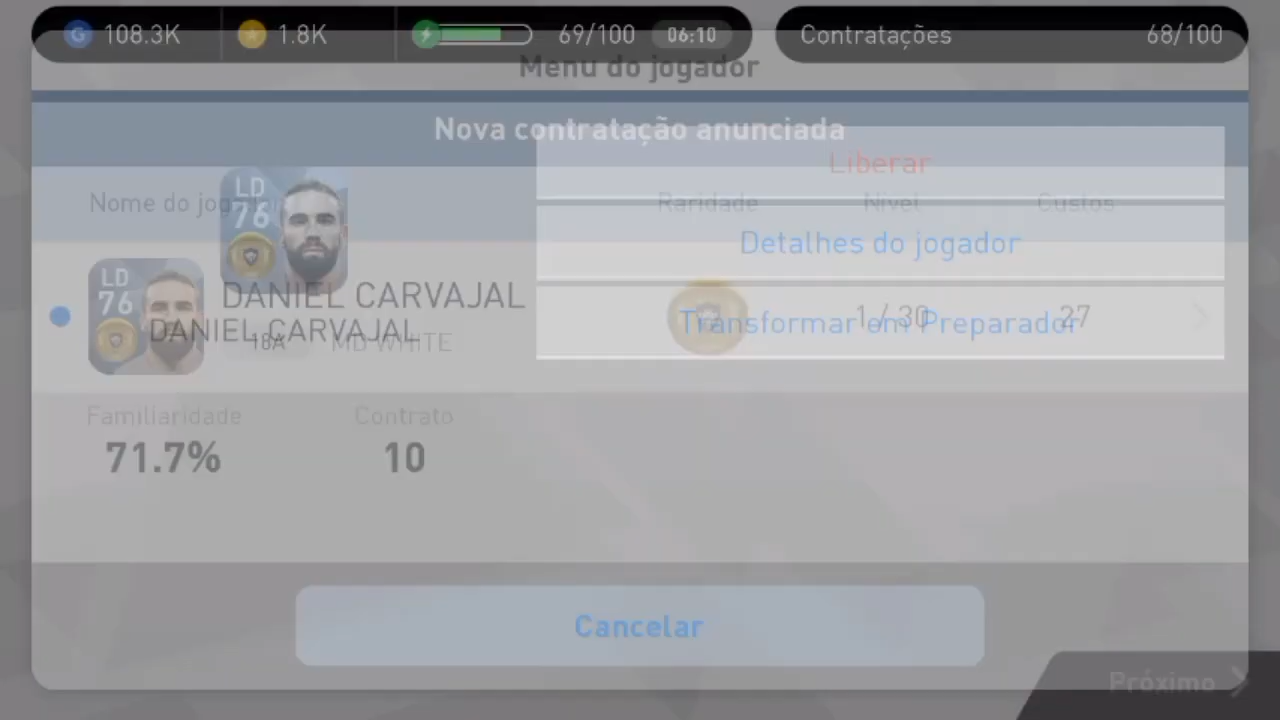 G 108.3K 1.8K 69/100 06:10 Contratações 68/100
Menu do jogador
Nova contratação anunciada
Liberar
Nome do jog Raridade Nível Custos
LD
76
Detalhes do jogador
LD
76
DANIEL CARVAJAL
DANIEL CARVAJAL
1 / 30 27
Transformar em Preparador
18A MD WHITE
Familiaridade Contrato
71.7% 10
Cancelar
Próximo